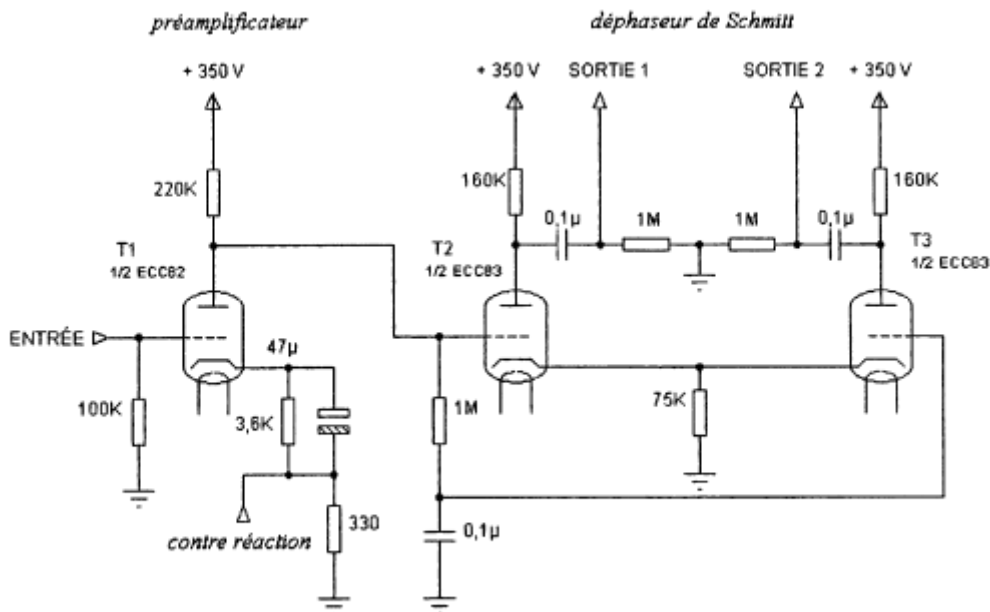 préamplificateur
déphaseur de Schmitt
+ 350 V
+ 350 V
SORTIE 1
SORTIE 2
+ 350 V
220K
160K
160K
0,1µ
1M
1M
0,1µ
T1
1/2 ECC82
T2
1/2 ECC83
T3
1/2 ECC83
ENTRÉE
47µ
100K
3,6K
1M
75K
330
0,1µ
contre réaction